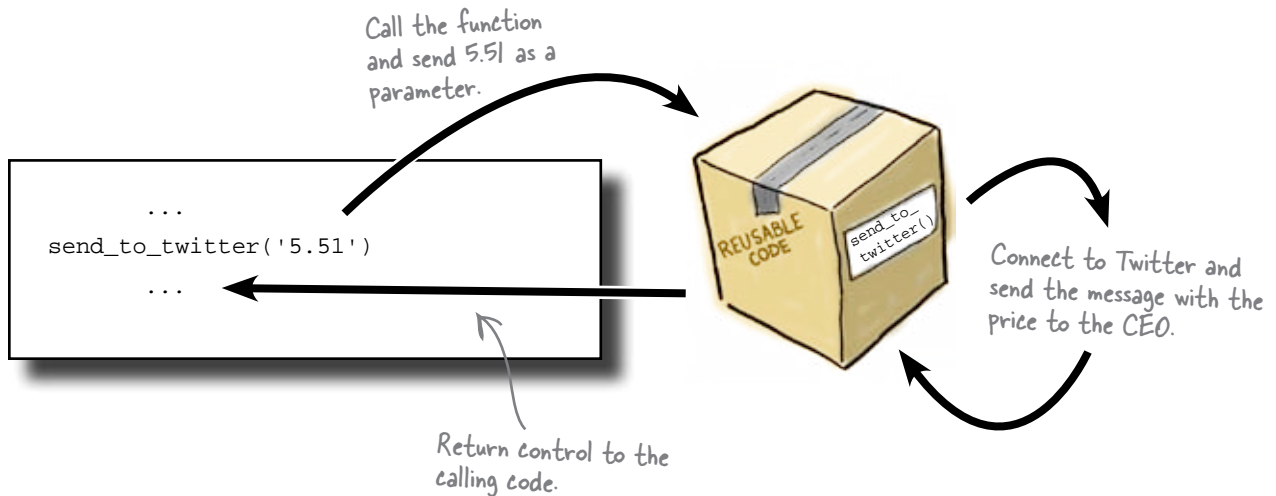 Call the function
and send 5.51 as a
parameter.
...
send_to_twitter('5.51')
...
REUSABLE
CODE
send_to_
twitter()
Connect to Twitter and
send the message with the
price to the CEO.
Return control to the
calling code.